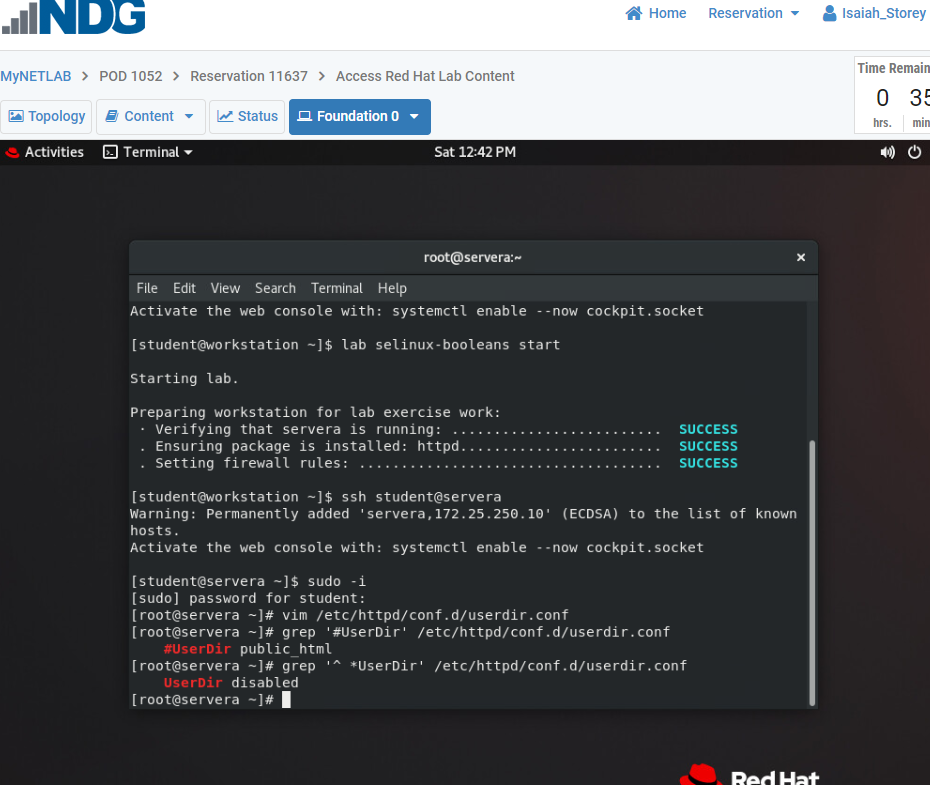 NDG
Home Reservation Isaiah_Storey
MyNETLAB > POD 1052 > Reservation 11637 > Access Red Hat Lab Content
Time Remain
0 35
hrs. min
Topology Content Status Foundation 0
Activities Terminal Sat 12:42 PM
root@servera:~ ×
File Edit View Search Terminal Help
Activate the web console with: systemctl enable --now cockpit.socket
[student@workstation ~]$ lab selinux-booleans start
Starting lab.
Preparing workstation for lab exercise work:
· Verifying that servera is running: ......................... SUCCESS
. Ensuring package is installed: httpd........................ SUCCESS
. Setting firewall rules: .................................... SUCCESS
[student@workstation ~]$ ssh student@servera
Warning: Permanently added 'servera,172.25.250.10' (ECDSA) to the list of known
hosts.
Activate the web console with: systemctl enable --now cockpit.socket
[student@servera ~]$ sudo -i
[sudo] password for student:
[root@servera ~]# vim /etc/httpd/conf.d/userdir.conf
[root@servera ~]# grep '#UserDir' /etc/httpd/conf.d/userdir.conf
#UserDir public_html
[root@servera ~]# grep '^ *UserDir' /etc/httpd/conf.d/userdir.conf
UserDir disabled
[root@servera ~]#
Red Hat